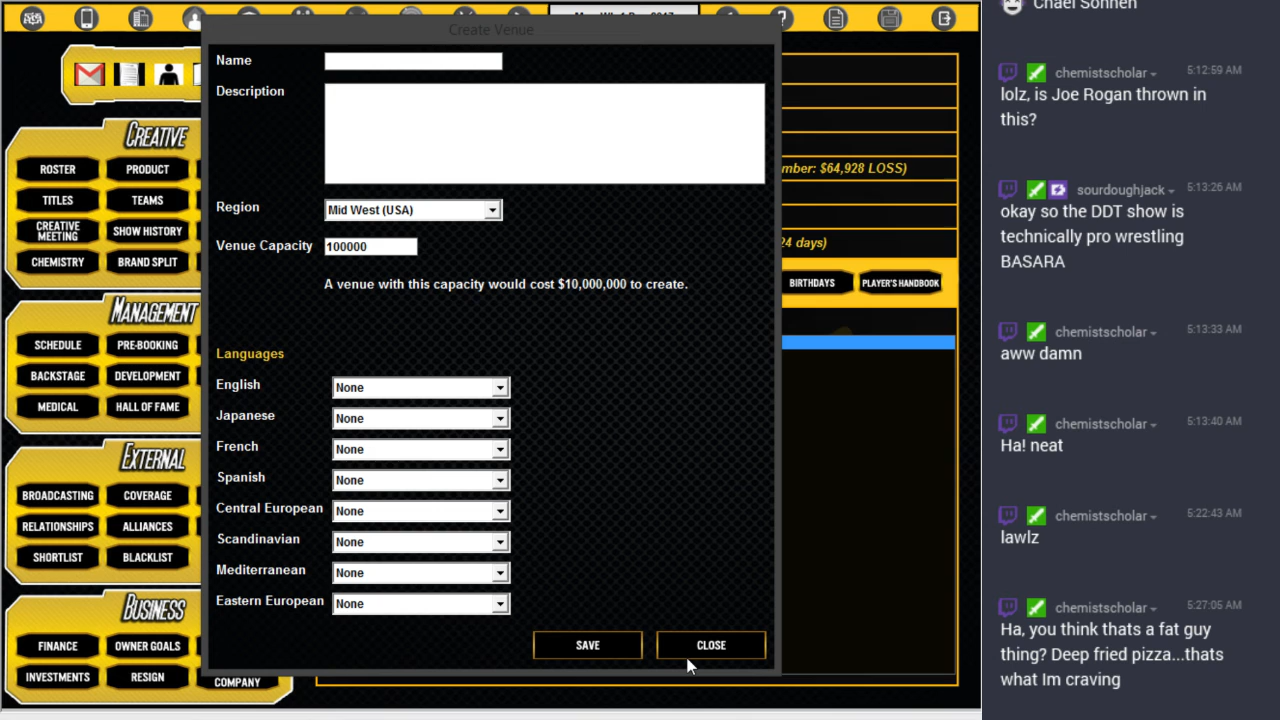 Create Venue
Name
Description
Region
Mid West (USA)
Venue Capacity
100000
A venue with this capacity would cost $10,000,000 to create.
Languages
English
None
Japanese
None
French
None
Spanish
None
Central European
None
Scandinavian
None
Mediterranean
None
Eastern European
None
SAVE
CLOSE
CREATIVE
ROSTER
PRODUCT
TITLES
TEAMS
CREATIVE
MEETING
SHOW HISTORY
CHEMISTRY
BRAND SPLIT
MANAGEMENT
SCHEDULE
PRE-BOOKING
BACKSTAGE
DEVELOPMENT
MEDICAL
HALL OF FAME
EXTERNAL
BROADCASTING
COVERAGE
RELATIONSHIPS
ALLIANCES
SHORTLIST
BLACKLIST
BUSINESS
FINANCE
OWNER GOALS
INVESTMENTS
RESIGN
COMPANY
mber: $64,928 LOSS)
24 days)
BIRTHDAYS
PLAYER'S HANDBOOK
Chael Sonnen
chemistscholar
5:12:59 AM
lolz, is Joe Rogan thrown in
this?
sourdoughjack
5:13:26 AM
okay so the DDT show is
technically pro wrestling
BASARA
chemistscholar
5:13:33 AM
aww damn
chemistscholar
5:13:40 AM
Ha! neat
chemistscholar
5:22:43 AM
lawlz
chemistscholar
5:27:05 AM
Ha, you think thats a fat guy
thing? Deep fried pizza...thats
what Im craving